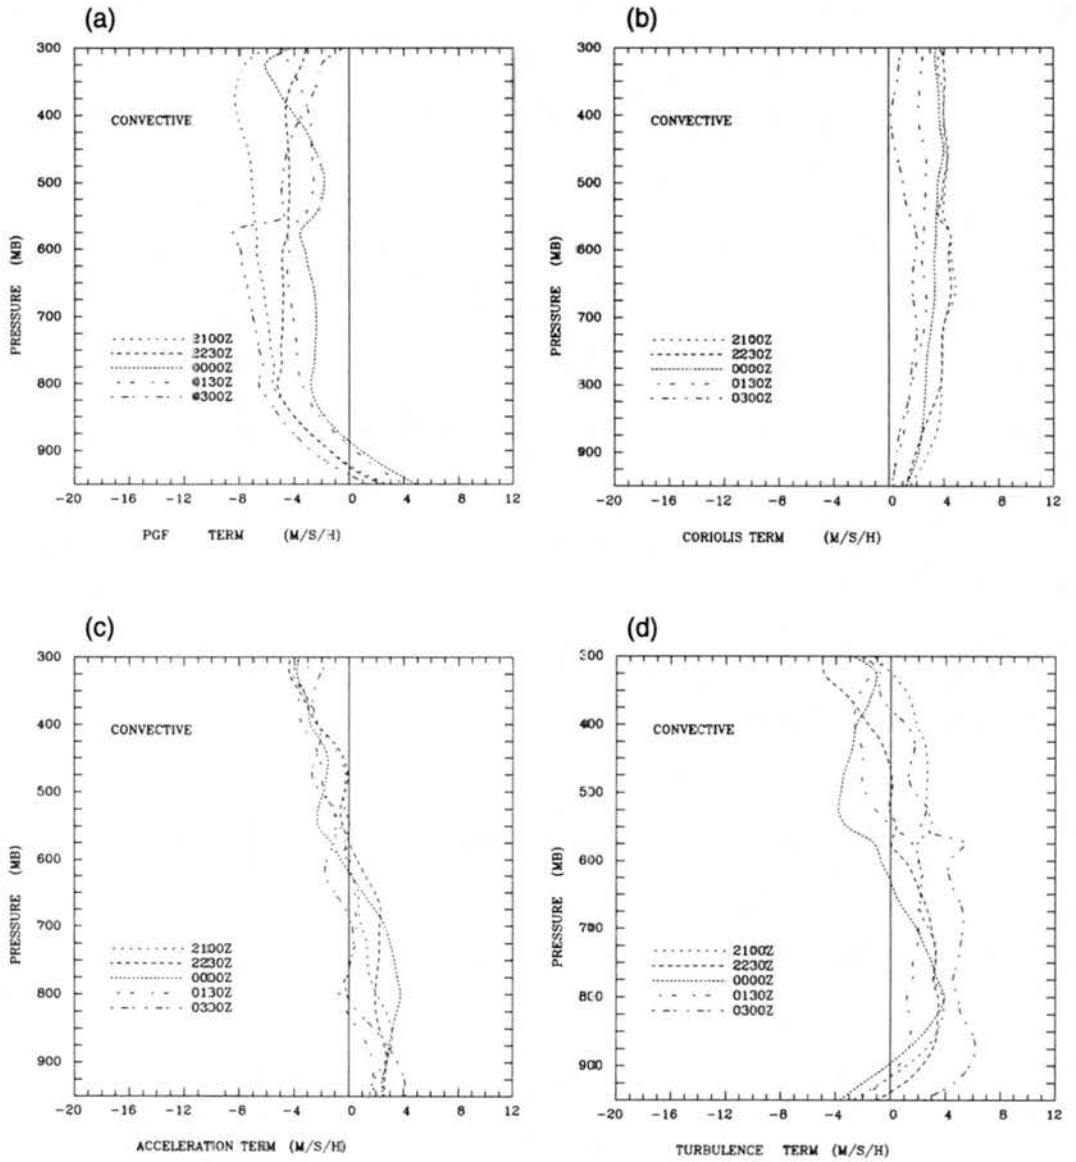 (a)
300
400
500
600
700
800
900
PRESSURE (MB)
CONVECTIVE
2100Z
2230Z
0000Z
0130Z
0300Z
-20 -16 -12 -8 -4 0 4 8 12
PGF TERM (M/S/H)
(b)
300
400
500
600
700
800
900
PRESSURE (MB)
CONVECTIVE
2100Z
2230Z
0000Z
0130Z
0300Z
-20 -16 -12 -8 -4 0 4 8 12
CORIOLIS TERM (M/S/H)
(c)
300
400
500
600
700
800
900
PRESSURE (MB)
CONVECTIVE
2100Z
2230Z
0000Z
0130Z
0300Z
-20 -16 -12 -8 -4 0 4 8 12
ACCELERATION TERM (M/S/H)
(d)
300
400
500
600
700
800
900
PRESSURE (MB)
CONVECTIVE
2100Z
2230Z
0000Z
0130Z
0300Z
-20 -16 -12 -8 -4 0 4 8 12
TURBULENCE TERM (M/S/H)